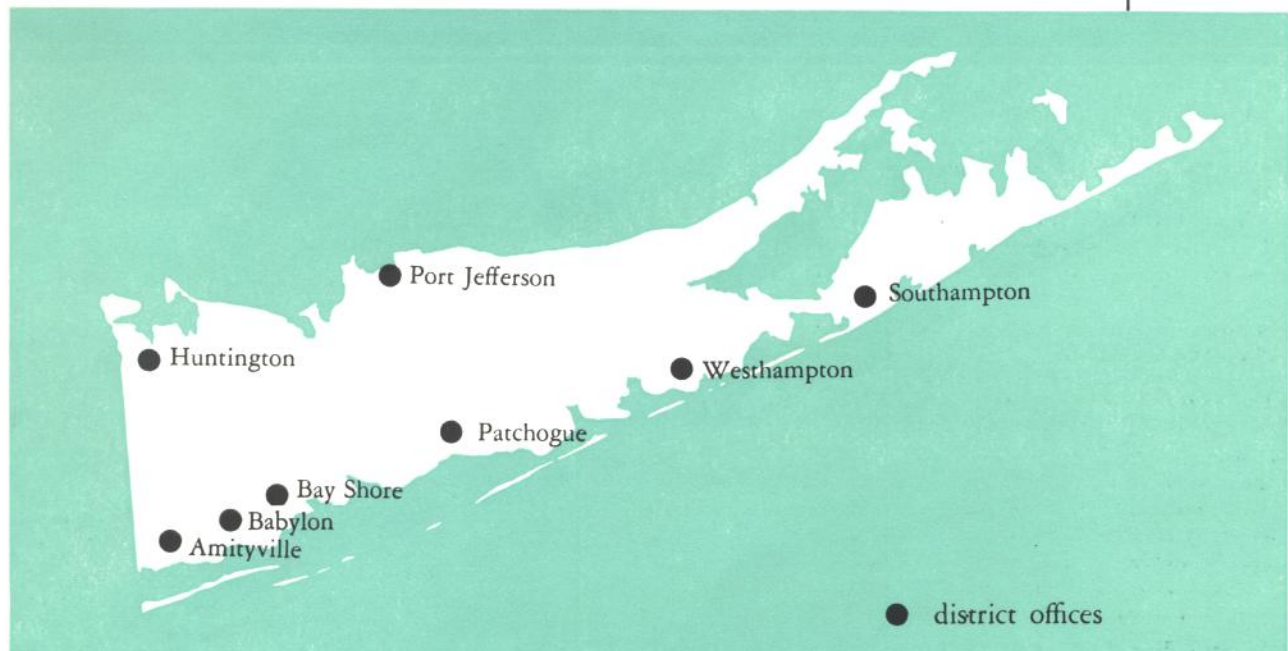 Port Jefferson
Southampton
Huntington
Westhampton
Patchogue
Bay Shore
Babylon
Amityville
district offices